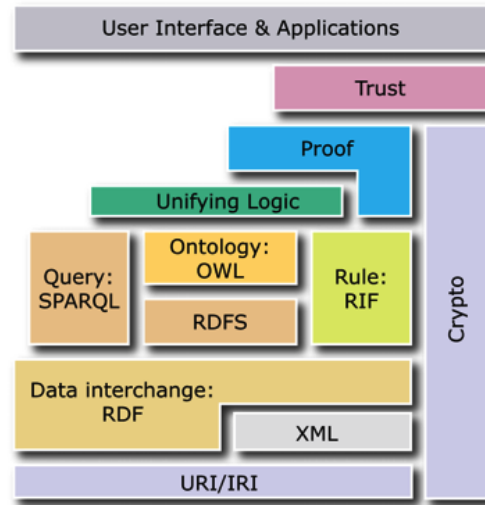 User Interface & Applications
Trust
Proof
Unifying Logic
Query:
SPARQL
Ontology:
OWL
RDFS
Rule:
RIF
Crypto
Data interchange:
RDF
XML
URI/IRI